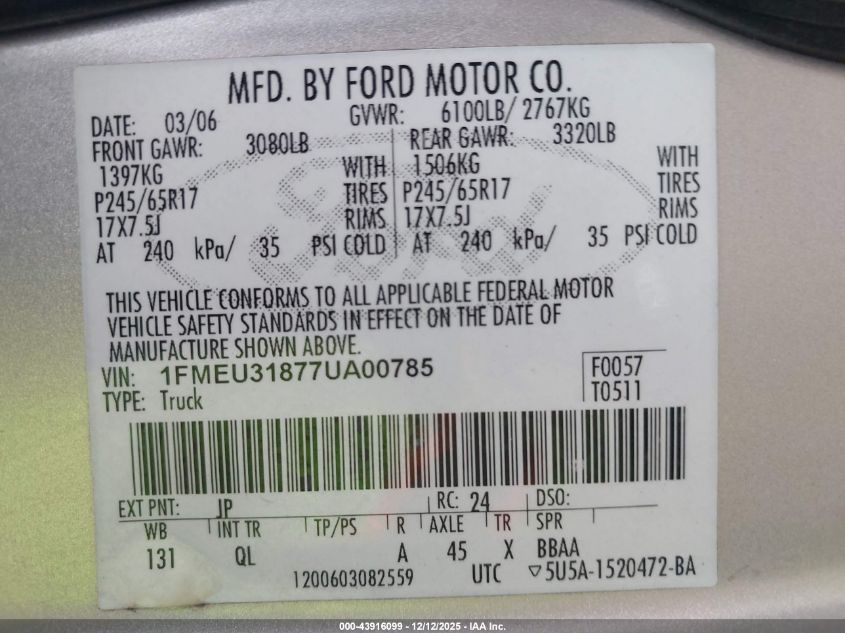 MFD. BY FORD MOTOR CO.
DATE: 03/06 GVWR: 6100LB/ 2767KG
FRONT GAWR: 3080LB REAR GAWR: 3320LB
1397KG WITH 1506KG WITH
P245/65R17 TIRES P245/65R17 TIRES
17X7.5J RIMS 17X7.5J RIMS
AT 240 kPa/ 35 PSI COLD AT 240 kPa/ 35 PSI COLD
THIS VEHICLE CONFORMS TO ALL APPLICABLE FEDERAL MOTOR
VEHICLE SAFETY STANDARDS IN EFFECT ON THE DATE OF
MANUFACTURE SHOWN ABOVE.
VIN: 1FMEU31877UA00785 F0057
TYPE: Truck T0511
EXT PNT: JP RC: 24 DSO:
WB INT TR TP/PS R AXLE TR SPR
131 QL A 45 X BBAA
1200603082559 UTC ▽5U5A-1520472-BA
000-43916099 - 12/12/2025 - IAA Inc.